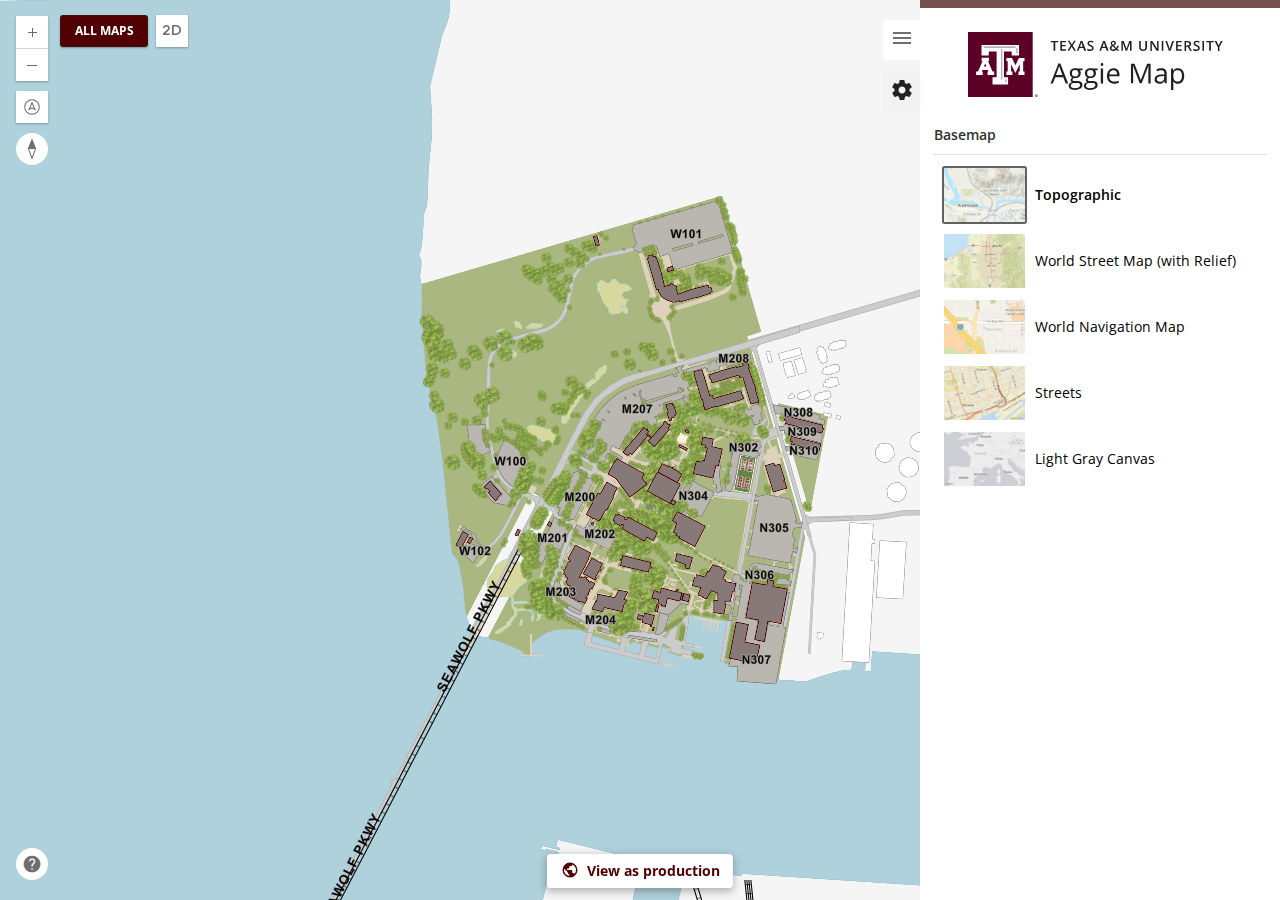 ALL MAPS
2D
TEXAS A&M UNIVERSITY
Aggie Map
Basemap
Topographic
World Street Map (with Relief)
World Navigation Map
Streets
Light Gray Canvas
W101
M208
M207
N308
N309
N310
N302
W100
M200
N304
N305
M201
M202
W102
N306
M203
M204
N307
SEAWOLF PKWY
WOLF PKWY
View as production